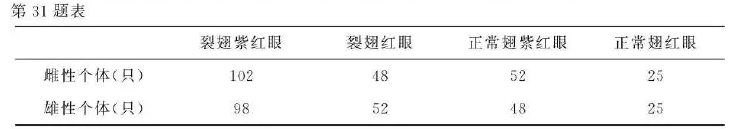 第 31 题表
裂翅紫红眼 裂翅红眼 正常翅紫红眼 正常翅红眼
雌性个体(只) 102 48 52 25
雄性个体(只) 98 52 48 25